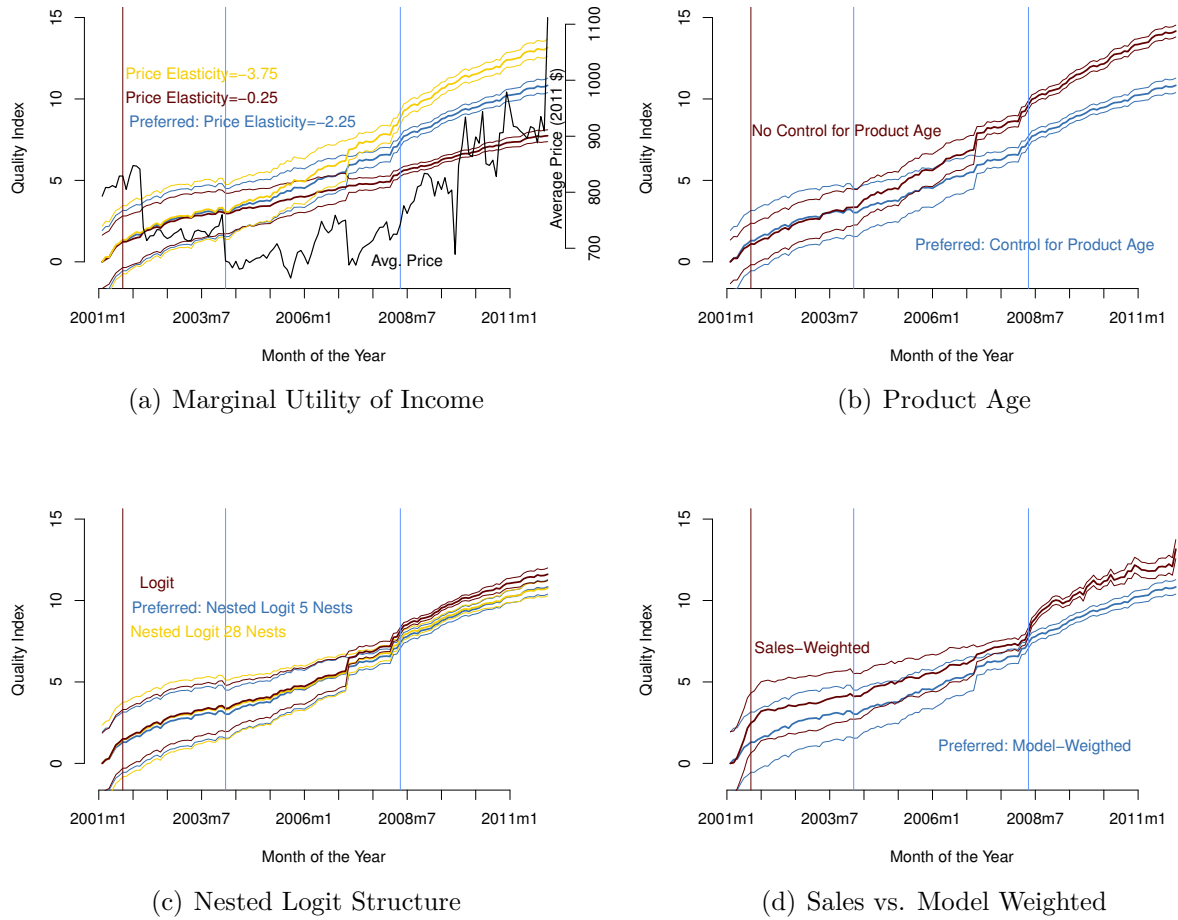 15
10
5
0
Quality Index
Price Elasticity=−3.75
Price Elasticity=−0.25
Preferred: Price Elasticity=−2.25
Avg. Price
1100
1000
900
800
700
Average Price (2011 $)
2001m1 2003m7 2006m1 2008m7 2011m1
Month of the Year
(a) Marginal Utility of Income
15
10
5
0
Quality Index
No Control for Product Age
Preferred: Control for Product Age
2001m1 2003m7 2006m1 2008m7 2011m1
Month of the Year
(b) Product Age
15
10
5
0
Quality Index
Logit
Preferred: Nested Logit 5 Nests
Nested Logit 28 Nests
2001m1 2003m7 2006m1 2008m7 2011m1
Month of the Year
(c) Nested Logit Structure
15
10
5
0
Quality Index
Sales−Weighted
Preferred: Model−Weigthed
2001m1 2003m7 2006m1 2008m7 2011m1
Month of the Year
(d) Sales vs. Model Weighted